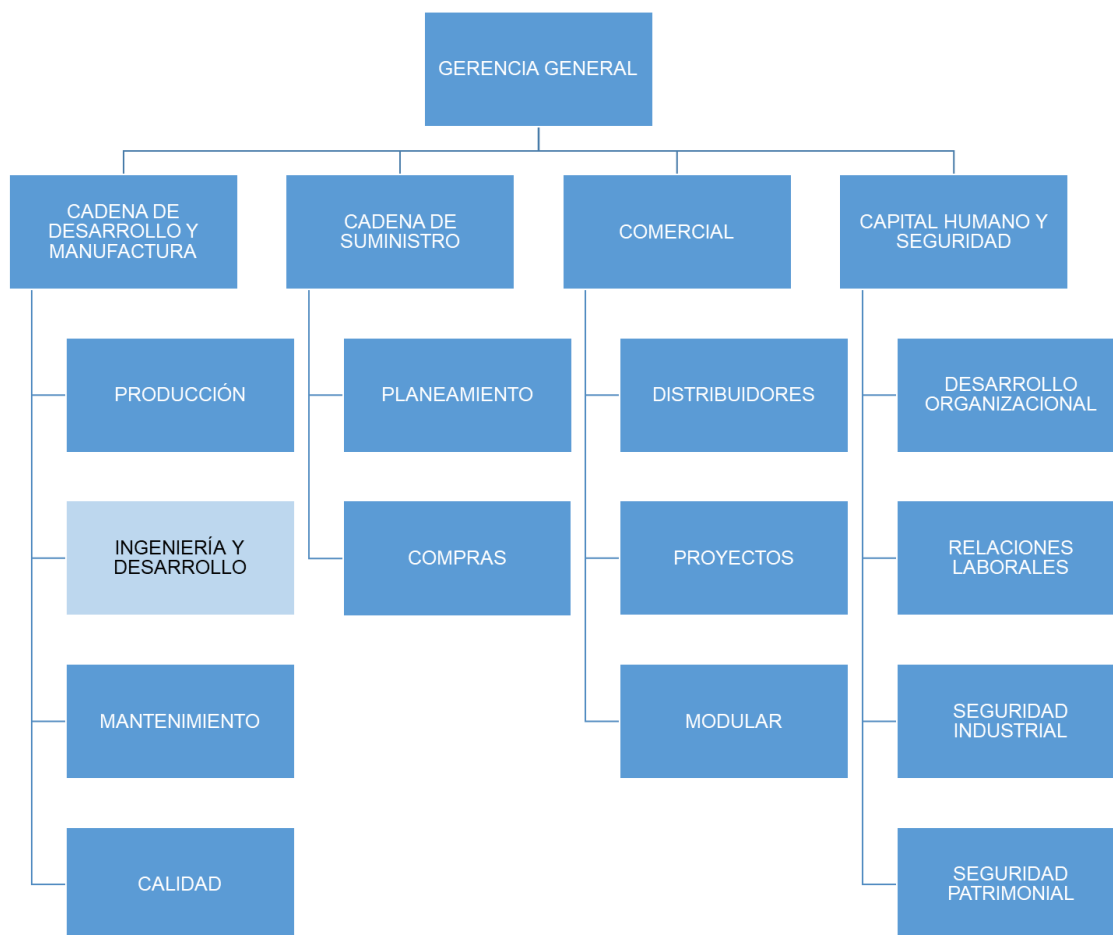 GERENCIA GENERAL
CADENA DE
DESARROLLO Y
MANUFACTURA
CADENA DE
SUMINISTRO
COMERCIAL
CAPITAL HUMANO Y
SEGURIDAD
PRODUCCIÓN
PLANEAMIENTO
DISTRIBUIDORES
DESARROLLO
ORGANIZACIONAL
INGENIERÍA Y
DESARROLLO
COMPRAS
PROYECTOS
RELACIONES
LABORALES
MANTENIMIENTO
MODULAR
SEGURIDAD
INDUSTRIAL
CALIDAD
SEGURIDAD
PATRIMONIAL